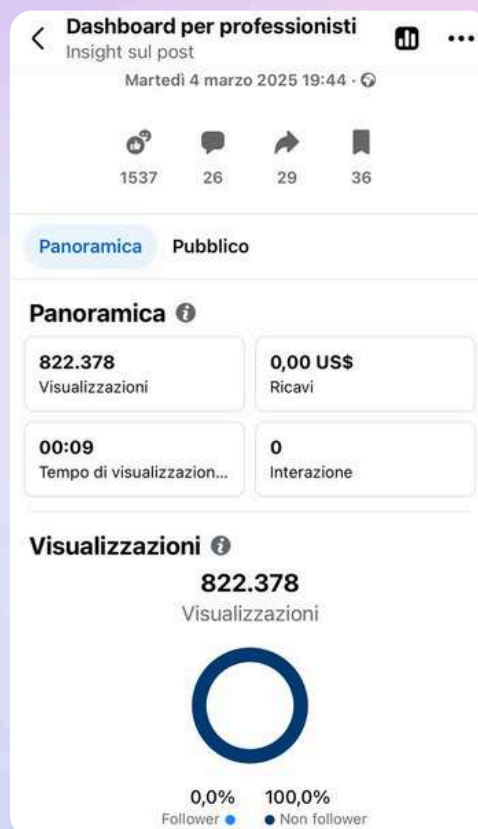 Dashboard per professionisti
Insight sul post
Martedì 4 marzo 2025 19:44 ·
1537 26 29 36
Panoramica Pubblico
Panoramica
822.378 0,00 US$
Visualizzazioni Ricavi
00:09 0
Tempo di visualizzazion... Interazione
Visualizzazioni
822.378
Visualizzazioni
0,0% 100,0%
Follower Non follower